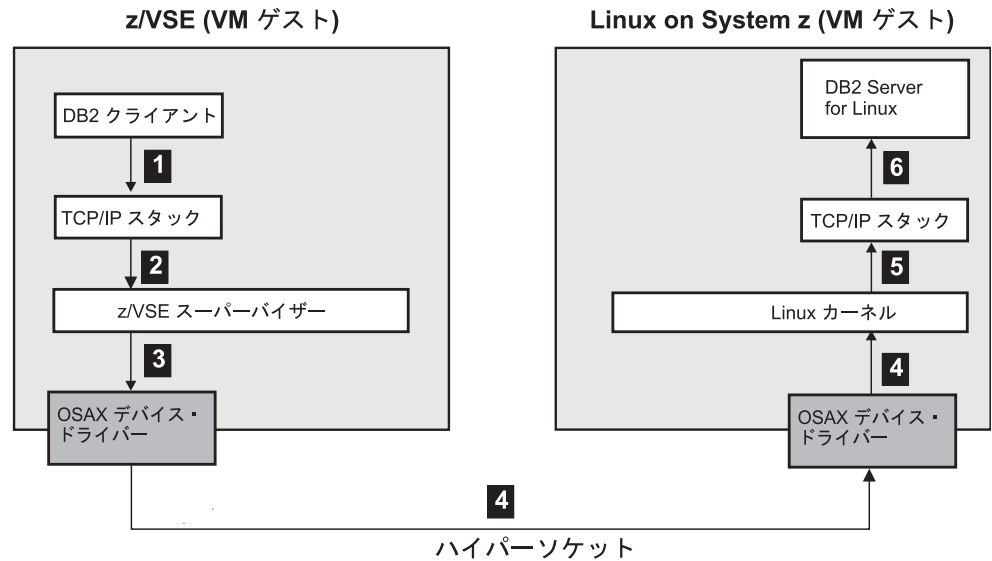 z/VSE (VM ゲスト)
DB2 クライアント
1
TCP/IP スタック
2
z/VSE スーパーバイザー
3
OSAX デバイス・
ドライバー
4
ハイパーソケット
Linux on System z (VM ゲスト)
DB2 Server
for Linux
6
TCP/IP スタック
5
Linux カーネル
4
OSAX デバイス・
ドライバー